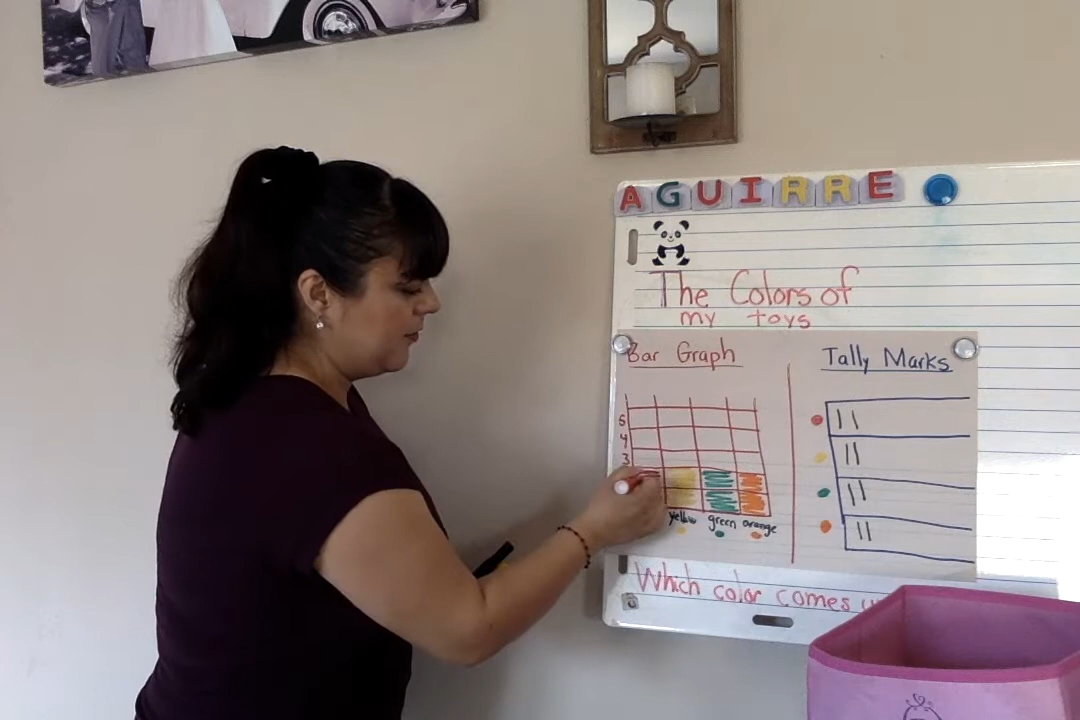 AGUIRRE
The Colors of
my toys
Bar Graph
5
4
3
yellow green orange
Tally Marks
Which color comes